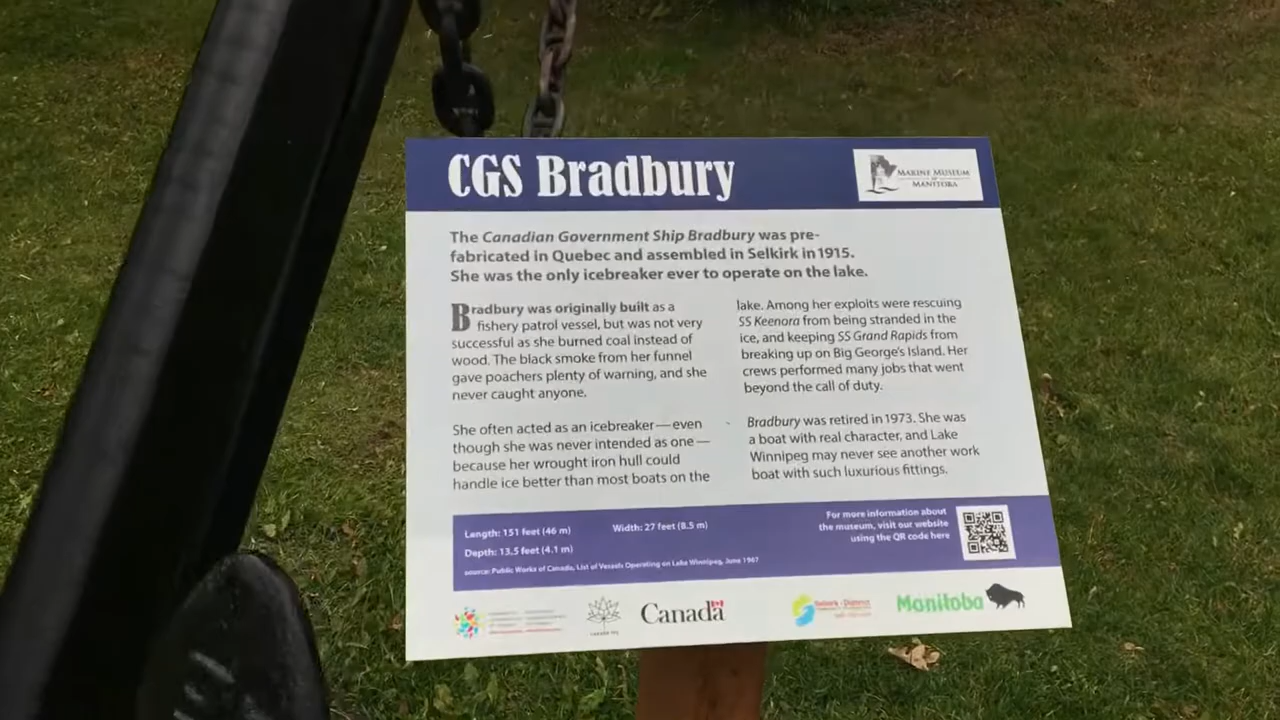 CGS Bradbury
MARINE MUSEUM
OF
MANITOBA
The Canadian Government Ship Bradbury was pre-
fabricated in Quebec and assembled in Selkirk in 1915.
She was the only icebreaker ever to operate on the lake.
Bradbury was originally built as a
fishery patrol vessel, but was not very
successful as she burned coal instead of
wood. The black smoke from her funnel
gave poachers plenty of warning, and she
never caught anyone.
She often acted as an icebreaker—even
though she was never intended as one—
because her wrought iron hull could
handle ice better than most boats on the
lake. Among her exploits were rescuing
SS Keenora from being stranded in the
ice, and keeping SS Grand Rapids from
breaking up on Big George's Island. Her
crews performed many jobs that went
beyond the call of duty.
Bradbury was retired in 1973. She was
a boat with real character, and Lake
Winnipeg may never see another work
boat with such luxurious fittings.
Length: 151 feet (46 m)
Width: 27 feet (8.5 m)
Depth: 13.5 feet (4.1 m)
source: Public Works of Canada, List of Vessels Operating on Lake Winnipeg, June 1967
For more information about
the museum, visit our website
using the QR code here
Canada
Selkirk & District
Manitoba